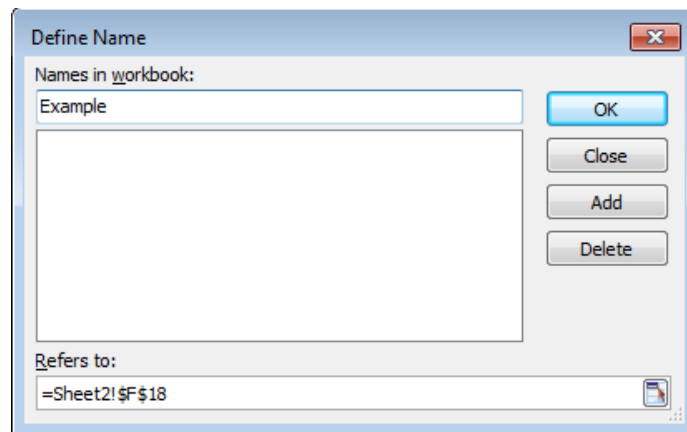 Define Name
Names in workbook:
Example
OK
Close
Add
Delete
Refers to:
=Sheet2!$F$18